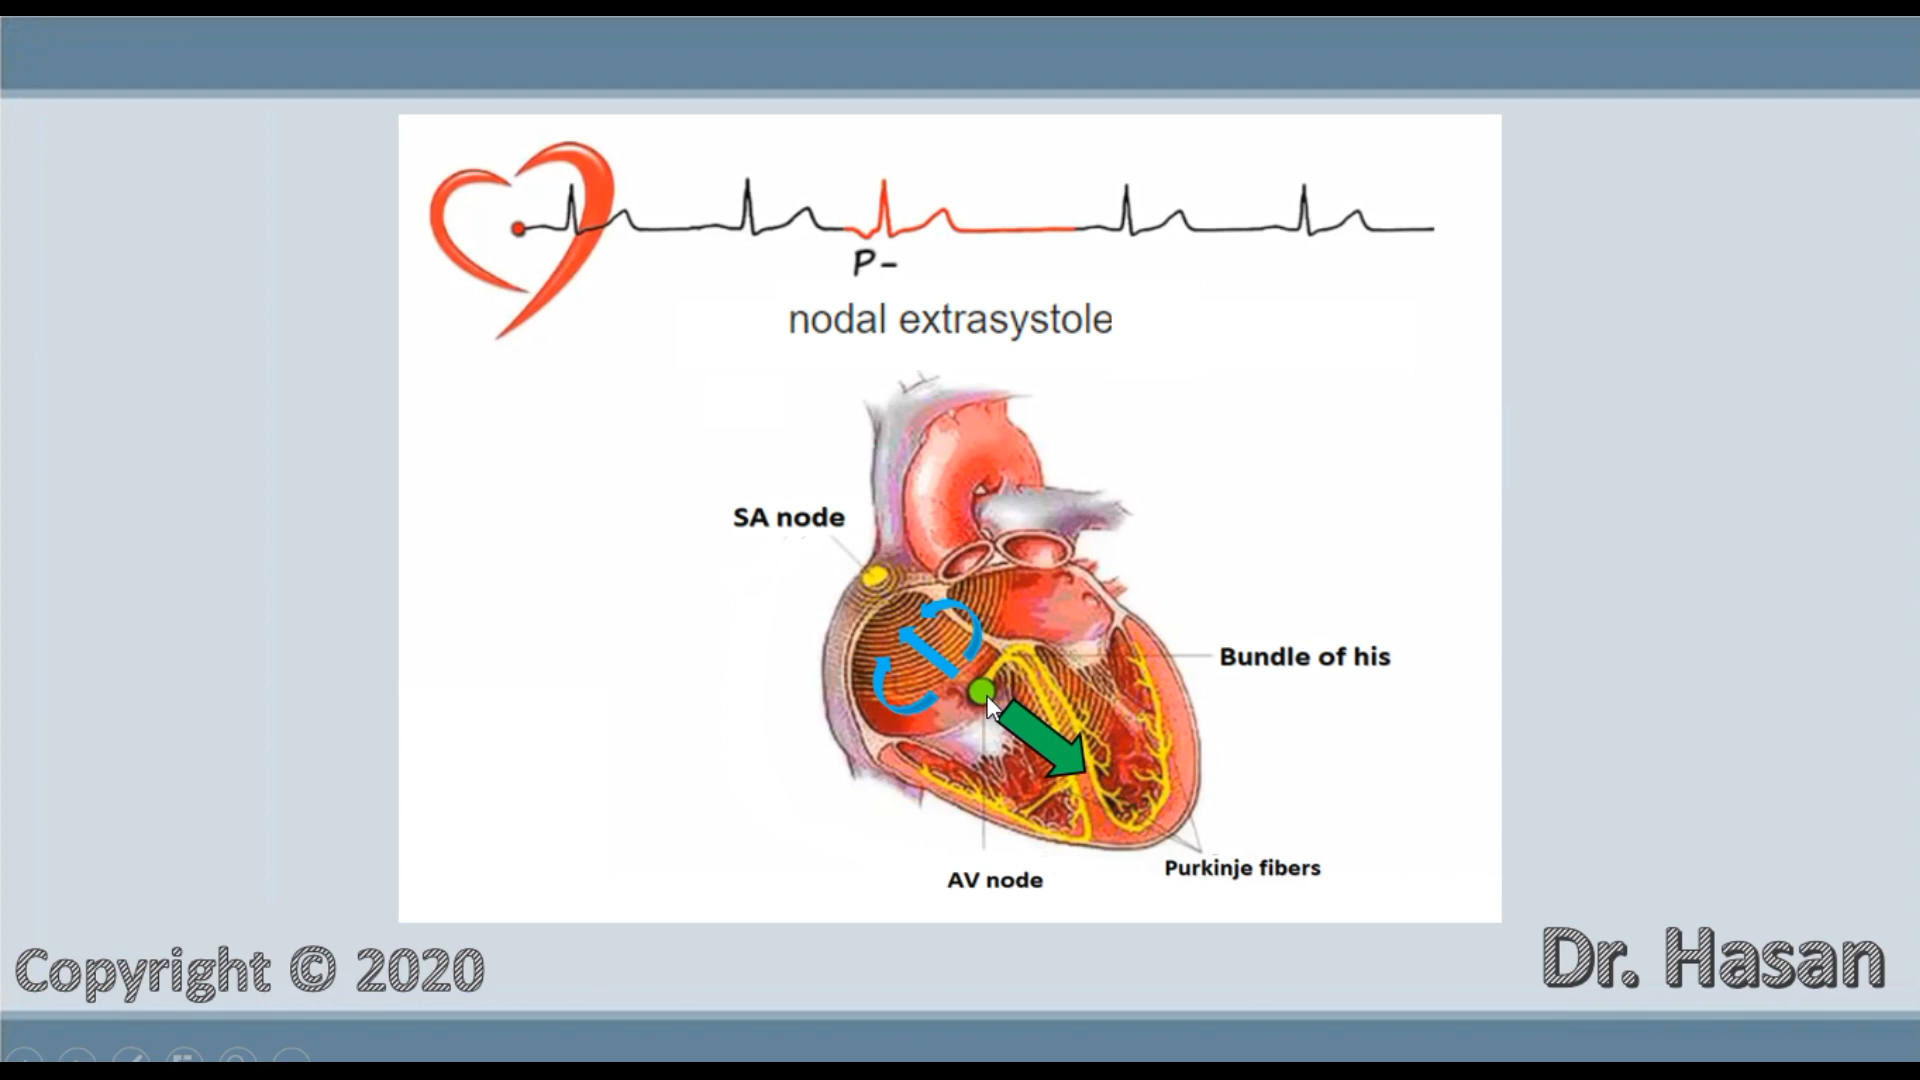 P -
nodal extrasystole
SA node
Bundle of his
Purkinje fibers
AV node
Copyright © 2020
Dr. Hasan